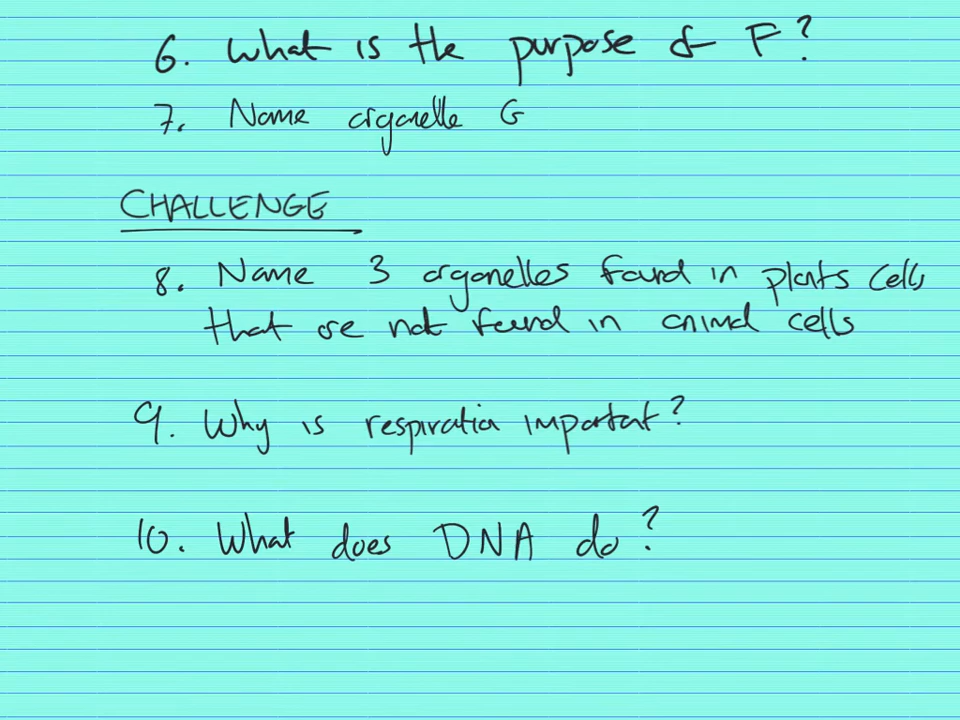 6. What is the purpose of F?
7. Name organelle G
CHALLENGE
8. Name 3 organelles found in plants cells
that are not found in animal cells
9. Why is respiration important?
10. What does DNA do?